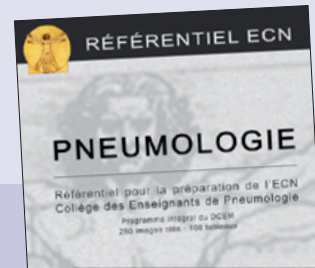 RÉFÉRENTIEL ECN
PNEUMOLOGIE
Référentiel pour la préparation de l'ECN
Collège des Enseignants de Pneumologie
Programme intégral du DCEM
250 images clés - 100 tableaux